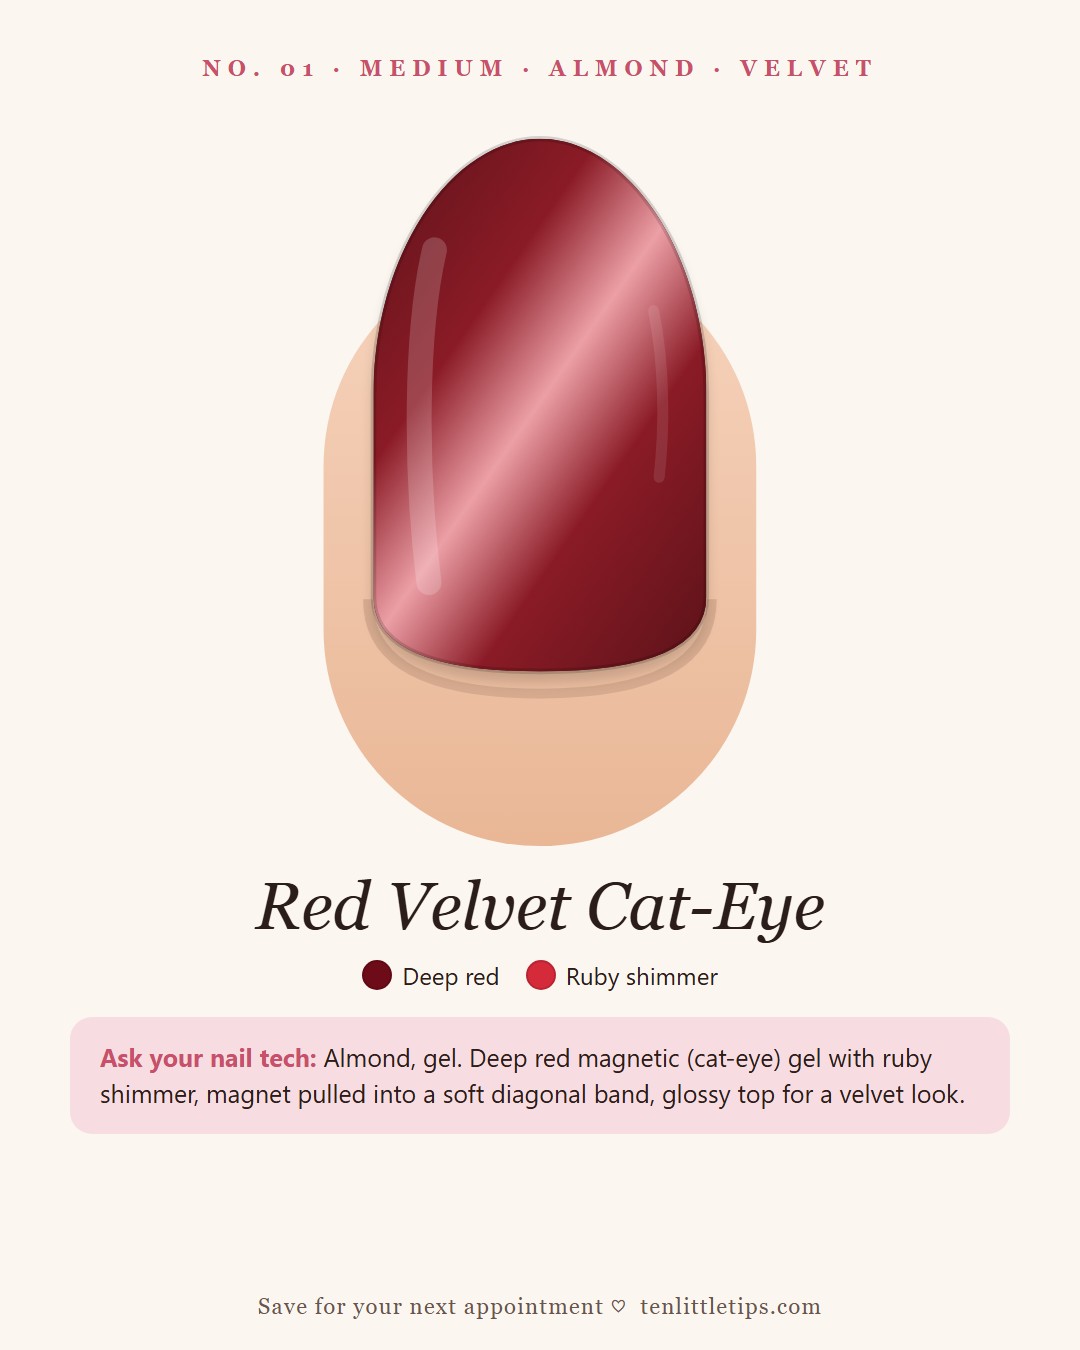 NO. 01 · MEDIUM · ALMOND · VELVET
Red Velvet Cat-Eye
Deep red Ruby shimmer
Ask your nail tech: Almond, gel. Deep red magnetic (cat-eye) gel with ruby
shimmer, magnet pulled into a soft diagonal band, glossy top for a velvet look.
Save for your next appointment ♡ tenlittletips.com